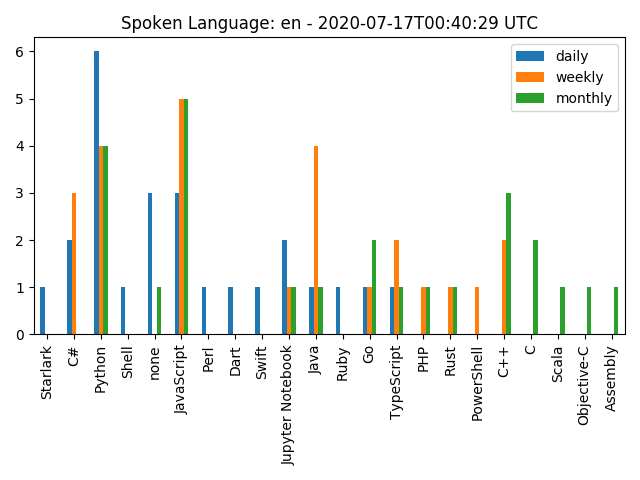 Spoken Language: en - 2020-07-17T00:40:29 UTC
daily
weekly
monthly
6
5
4
3
2
1
0
Starlark
C#
Python
Shell
none
JavaScript
Perl
Dart
Swift
Jupyter Notebook
Java
Ruby
Go
TypeScript
PHP
Rust
PowerShell
C++
C
Scala
Objective-C
Assembly